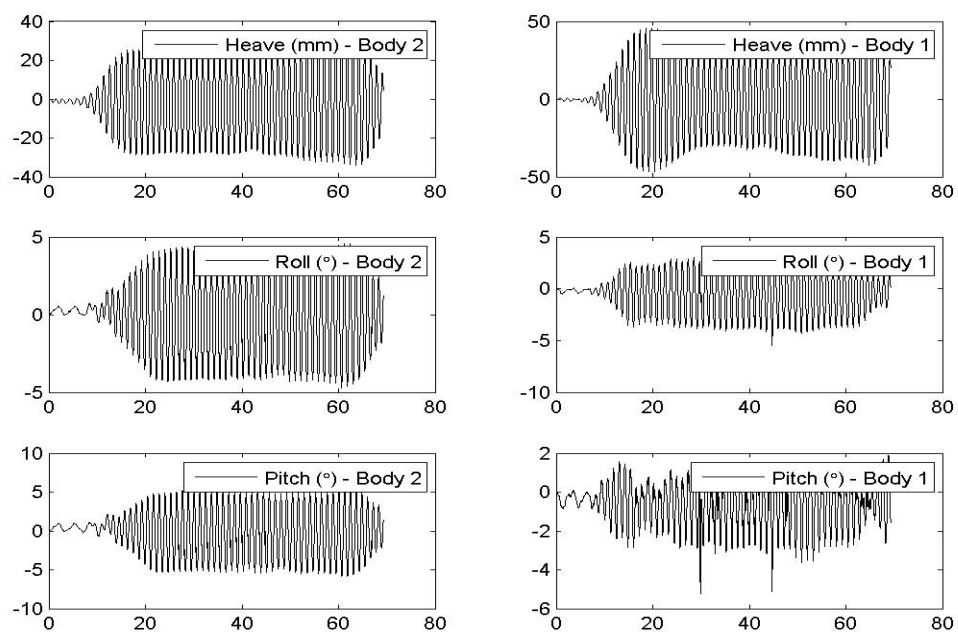 40
20
0
-20
-40
0 20 40 60 80
Heave (mm) - Body 2
50
0
-50
0 20 40 60 80
Heave (mm) - Body 1
5
0
-5
0 20 40 60 80
Roll (°) - Body 2
5
0
-5
-10
0 20 40 60 80
Roll (°) - Body 1
10
5
0
-5
-10
0 20 40 60 80
Pitch (°) - Body 2
2
0
-2
-4
-6
0 20 40 60 80
Pitch (°) - Body 1